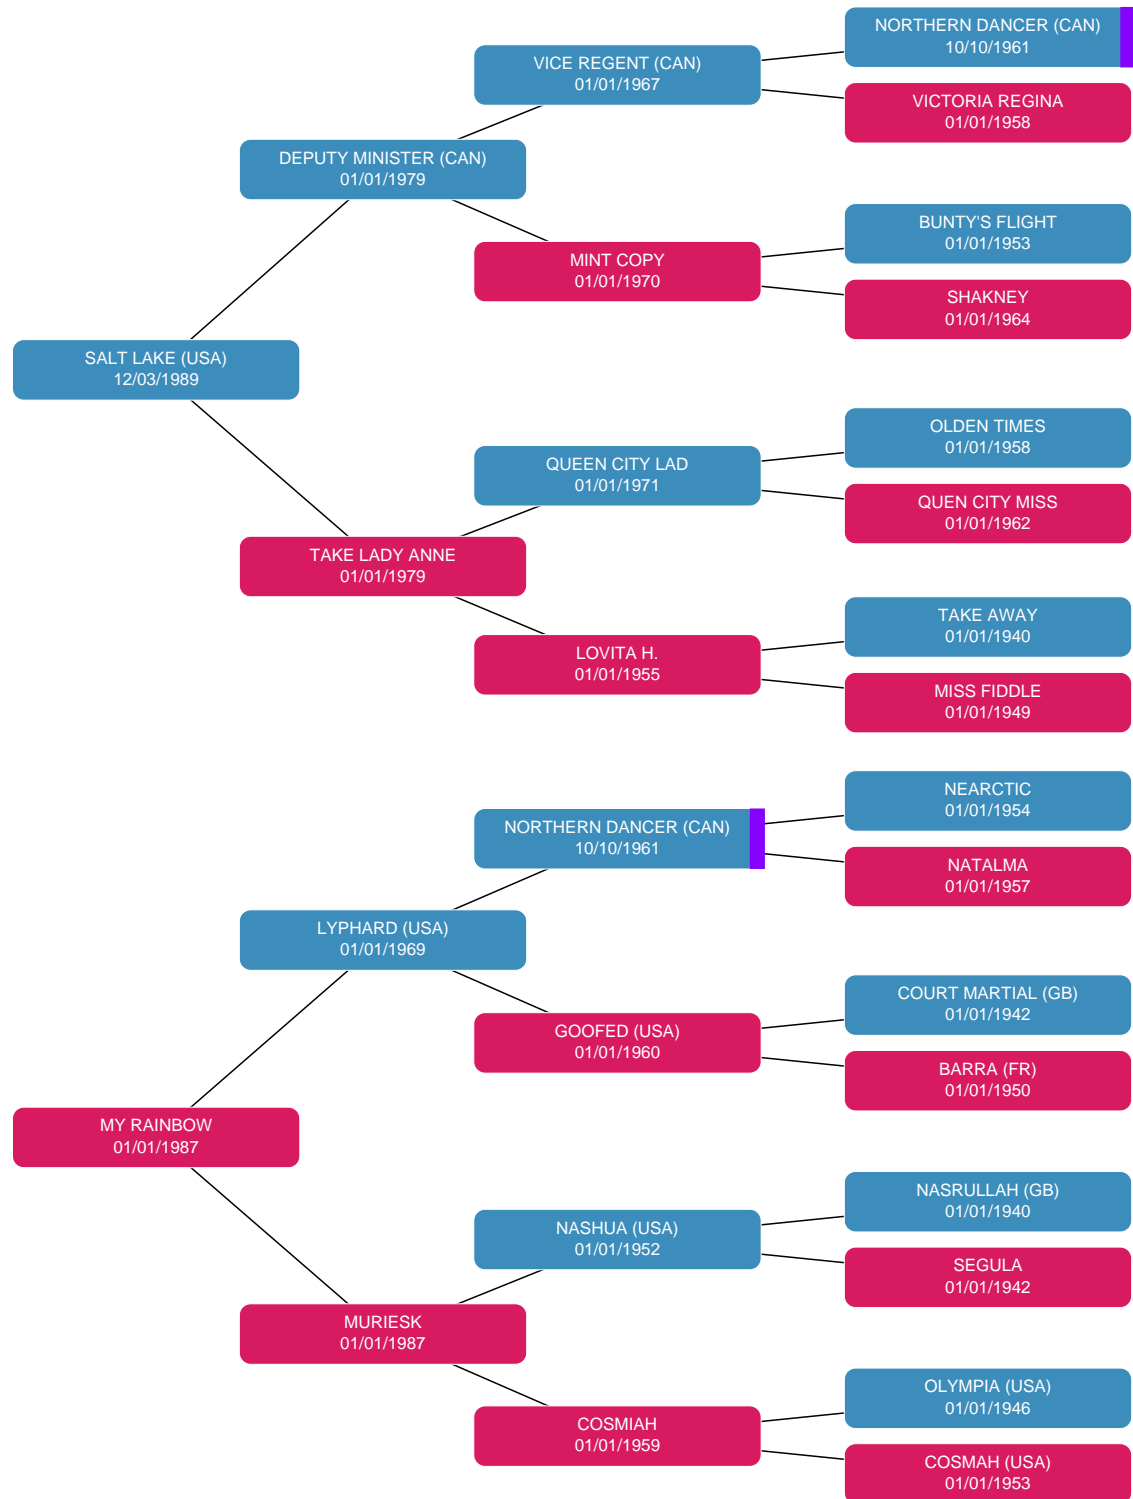 NORTHERN DANCER (CAN)
10/10/1961
VICE REGENT (CAN)
01/01/1967
VICTORIA REGINA
01/01/1958
DEPUTY MINISTER (CAN)
01/01/1979
BUNTY'S FLIGHT
01/01/1953
MINT COPY
01/01/1970
SHAKNEY
01/01/1964
SALT LAKE (USA)
12/03/1989
OLDEN TIMES
01/01/1958
QUEEN CITY LAD
01/01/1971
QUEN CITY MISS
01/01/1962
TAKE LADY ANNE
01/01/1979
TAKE AWAY
01/01/1940
LOVITA H.
01/01/1955
MISS FIDDLE
01/01/1949
NEARCTIC
01/01/1954
NORTHERN DANCER (CAN)
10/10/1961
NATALMA
01/01/1957
LYPHARD (USA)
01/01/1969
COURT MARTIAL (GB)
01/01/1942
GOOFED (USA)
01/01/1960
BARRA (FR)
01/01/1950
MY RAINBOW
01/01/1987
NASRULLAH (GB)
01/01/1940
NASHUA (USA)
01/01/1952
SEGULA
01/01/1942
MURIESK
01/01/1987
OLYMPIA (USA)
01/01/1946
COSMIAH
01/01/1959
COSMAH (USA)
01/01/1953